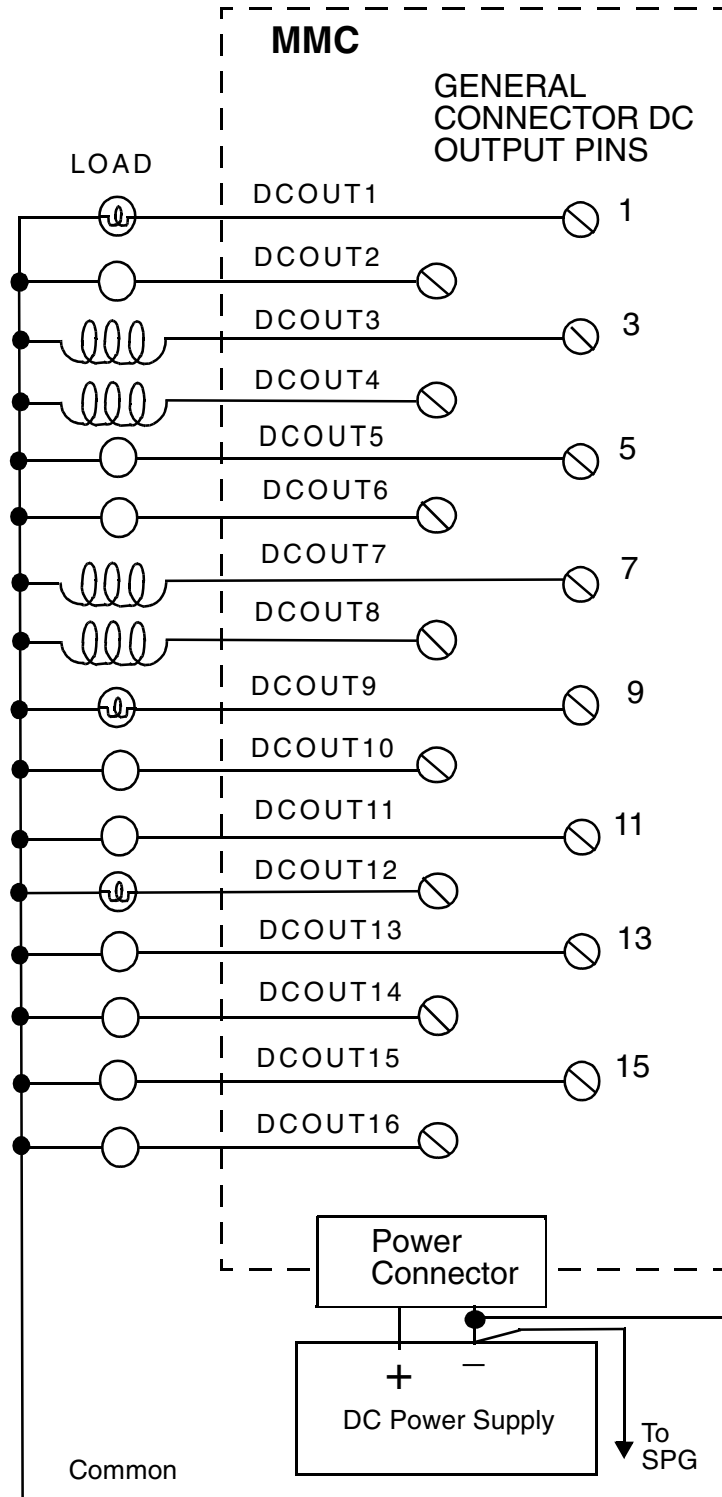 MMC
GENERAL
CONNECTOR DC
OUTPUT PINS
LOAD
DCOUT1
1
DCOUT2
DCOUT3
3
DCOUT4
DCOUT5
5
DCOUT6
DCOUT7
7
DCOUT8
DCOUT9
9
DCOUT10
DCOUT11
11
DCOUT12
DCOUT13
13
DCOUT14
DCOUT15
15
DCOUT16
Power
Connector
+ –
DC Power Supply
To
SPG
Common